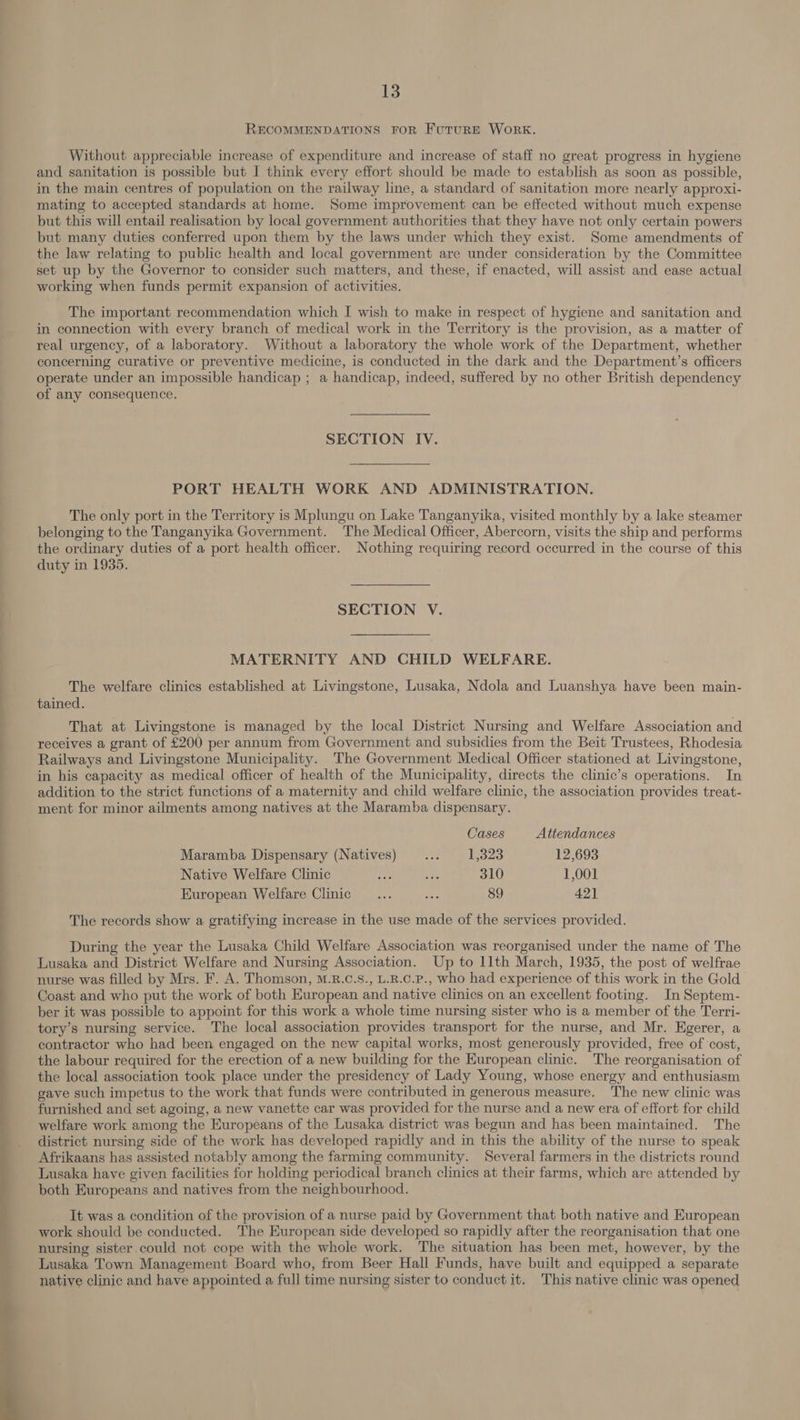 13
RECOMMENDATIONS FOR FUTURE WORK.
Without appreciable increase of expenditure and increase of staff no great progress in hygiene
and sanitation is possible but I think every effort should be made to establish as soon as possible,
in the main centres of population on the railway line, a standard of sanitation more nearly approxi-
mating to accepted standards at home. Some improvement can be effected without much expense
but this will entail realisation by local government authorities that they have not only certain powers
but many duties conferred upon them by the laws under which they exist. Some amendments of
the law relating to public health and local government are under consideration by the Committee
set up by the Governor to consider such matters, and these, if enacted, will assist and ease actual
working when funds permit expansion of activities.
The important recommendation which I wish to make in respect of hygiene and sanitation and
in connection with every branch of medical work in the Territory is the provision, as a matter of
real urgency, of a laboratory. Without a laboratory the whole work of the Department, whether
concerning curative or preventive medicine, is conducted in the dark and the Department's officers
operate under an impossible handicap ; a handicap, indeed, suffered by no other British dependency
of any consequence.
SECTION IV.
PORT HEALTH WORK AND ADMINISTRATION.
The only port in the Territory is Mplungu on Lake Tanganyika, visited monthly by a lake steamer
belonging to the Tanganyika Government. The Medical Officer, Abercorn, visits the ship and performs
the ordinary duties of a port health officer. Nothing requiring record occurred in the course of this
duty in 1935.
SECTION V.
MATERNITY AND CHILD WELFARE.
The welfare clinics established at Livingstone, Lusaka, Ndola and Luanshya have been main-
tained.
That at Livingstone is managed by the local District Nursing and Welfare Association and
receives a grant of £200 per annum from Government and subsidies from the Beit Trustees, Rhodesia
Railways and Livingstone Municipality. The Government Medical Officer stationed at Livingstone,
in his capacity as medical officer of health of the Municipality, directs the clinic's operations. In
addition to the strict functions of a maternity and child welfare clinic, the association provides treat-
ment for minor ailments among natives at the Maramba dispensary.
Cases Attendances
Maramba Dispensary (Natives) ... 1,323 12,693
Native Welfare Clinic ... ... 310 1,001
European Welfare Clinic ... ... 89 421
The records show a gratifying increase in the use made of the services provided.
During the year the Lusaka Child Welfare Association was reorganised under the name of The
Lusaka and District Welfare and Nursing Association. Up to 11th March, 1935, the post of welfrae
nurse was filled by Mrs. F. A. Thomson, M.R.C.S., L.R.C.P., who had experience of this work in the Gold
Coast and who put the work of both European and native clinics on an excellent footing. In Septem-
ber it was possible to appoint for this work a whole time nursing sister who is a member of the Terri-
tory's nursing service. The local association provides transport for the nurse, and Mr. Egerer, a
contractor who had been engaged on the new capital works, most generously provided, free of cost,
the labour required for the erection of a new building for the European clinic. The reorganisation of
the local association took place under the presidency of Lady Young, whose energy and enthusiasm
gave such impetus to the work that funds were contributed in generous measure. The new clinic was
furnished and set agoing, a new vanette car was provided for the nurse and a new era of effort for child
welfare work among the Europeans of the Lusaka district was begun and has been maintained. The
district nursing side of the work has developed rapidly and in this the ability of the nurse to speak
Afrikaans has assisted notably among the farming community. Several farmers in the districts round
Lusaka have given facilities for holding periodical branch clinics at their farms, which are attended by
both Europeans and natives from the neighbourhood.
It was a condition of the provision of a nurse paid by Government that both native and European
work should be conducted. The European side developed so rapidly after the reorganisation that one
nursing sister could not cope with the whole work. The situation has been met, however, by the
Lusaka Town Management Board who, from Beer Hall Funds, have built and equipped a separate
native clinic and have appointed a full time nursing sister to conduct it. This native clinic was opened